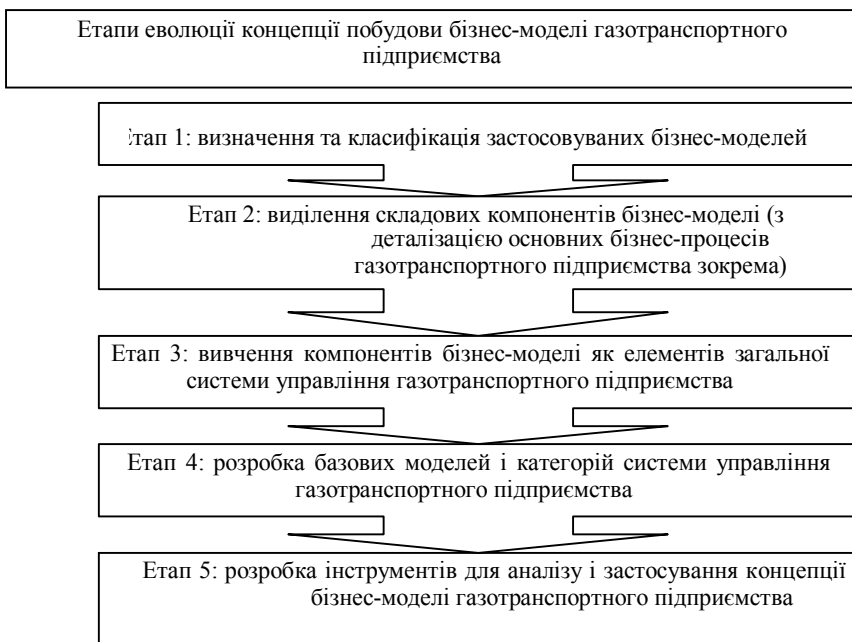 Етапи еволюції концепції побудови бізнес-моделі газотранспортного
підприємства
Етап 1: визначення та класифікація застосовуваних бізнес-моделей
Етап 2: виділення складових компонентів бізнес-моделі (з
деталізацією основних бізнес-процесів
газотранспортного підприємства зокрема)
Етап 3: вивчення компонентів бізнес-моделі як елементів загальної
системи управління газотранспортного підприємства
Етап 4: розробка базових моделей і категорій системи управління
газотранспортного підприємства
Етап 5: розробка інструментів для аналізу і застосування концепції
бізнес-моделі газотранспортного підприємства